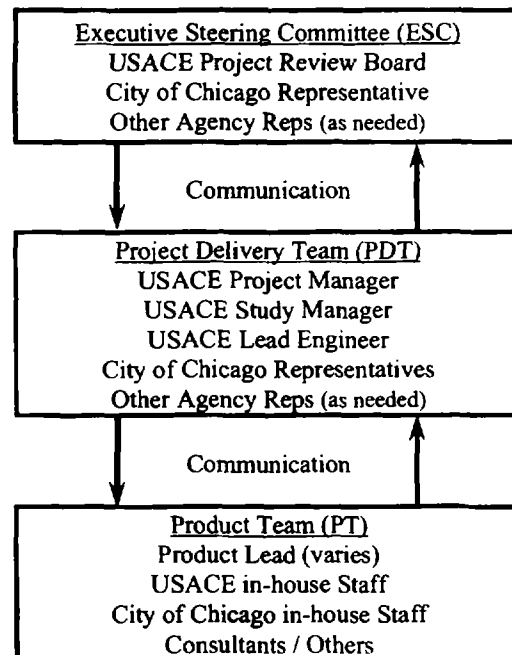 Executive Steering Committee (ESC)
USACE Project Review Board
City of Chicago Representative
Other Agency Reps (as needed)
Communication
Project Delivery Team (PDT)
USACE Project Manager
USACE Study Manager
USACE Lead Engineer
City of Chicago Representatives
Other Agency Reps (as needed)
Communication
Product Team (PT)
Product Lead (varies)
USACE in-house Staff
City of Chicago in-house Staff
Consultants / Others